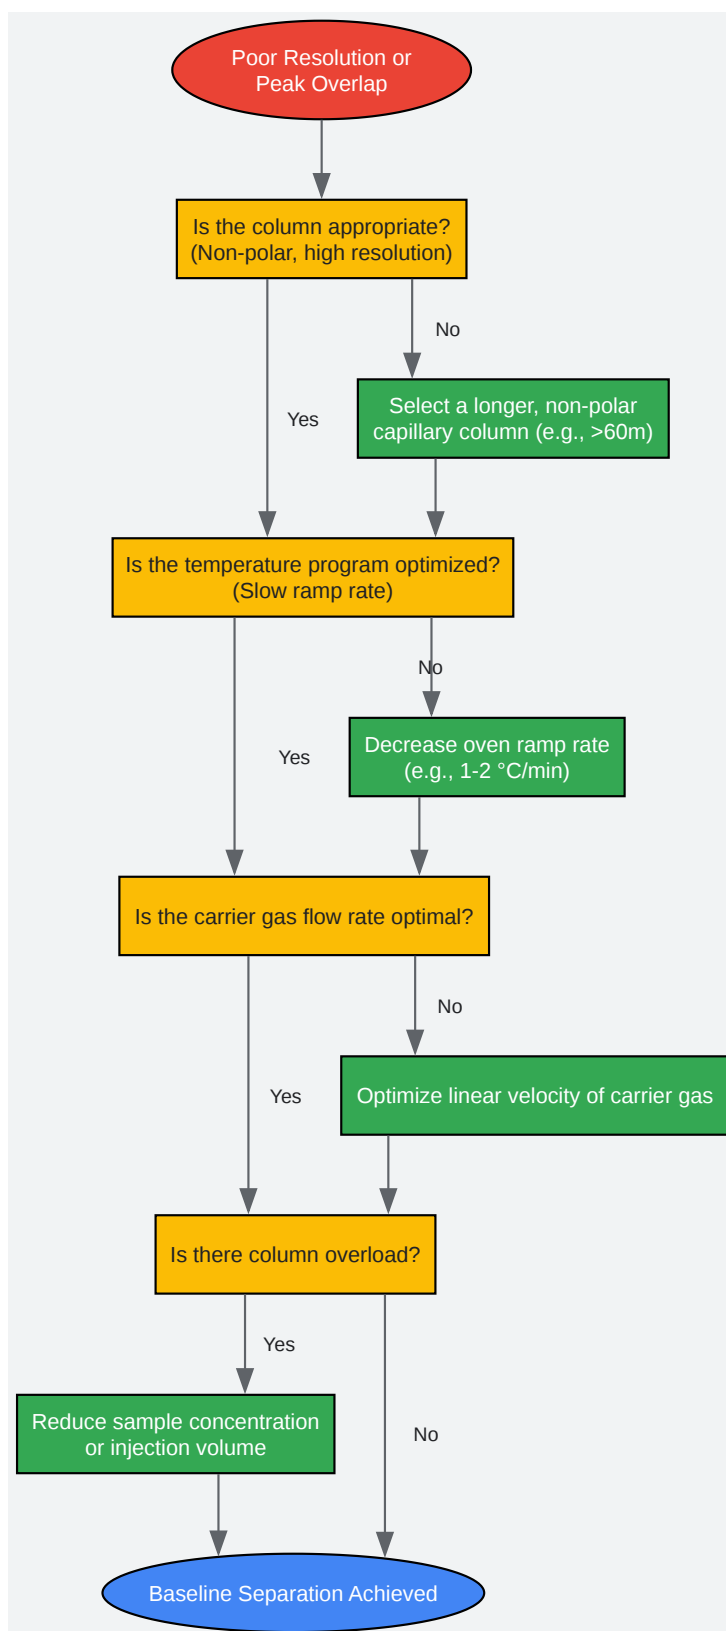 Poor Resolution or
Peak Overlap
Is the column appropriate?
(Non-polar, high resolution)
No
Yes
Select a longer, non-polar
capillary column (e.g., >60m)
Is the temperature program optimized?
(Slow ramp rate)
No
Yes
Decrease oven ramp rate
(e.g., 1-2 °C/min)
Is the carrier gas flow rate optimal?
No
Yes
Optimize linear velocity of carrier gas
Is there column overload?
Yes
Reduce sample concentration
or injection volume
No
Baseline Separation Achieved